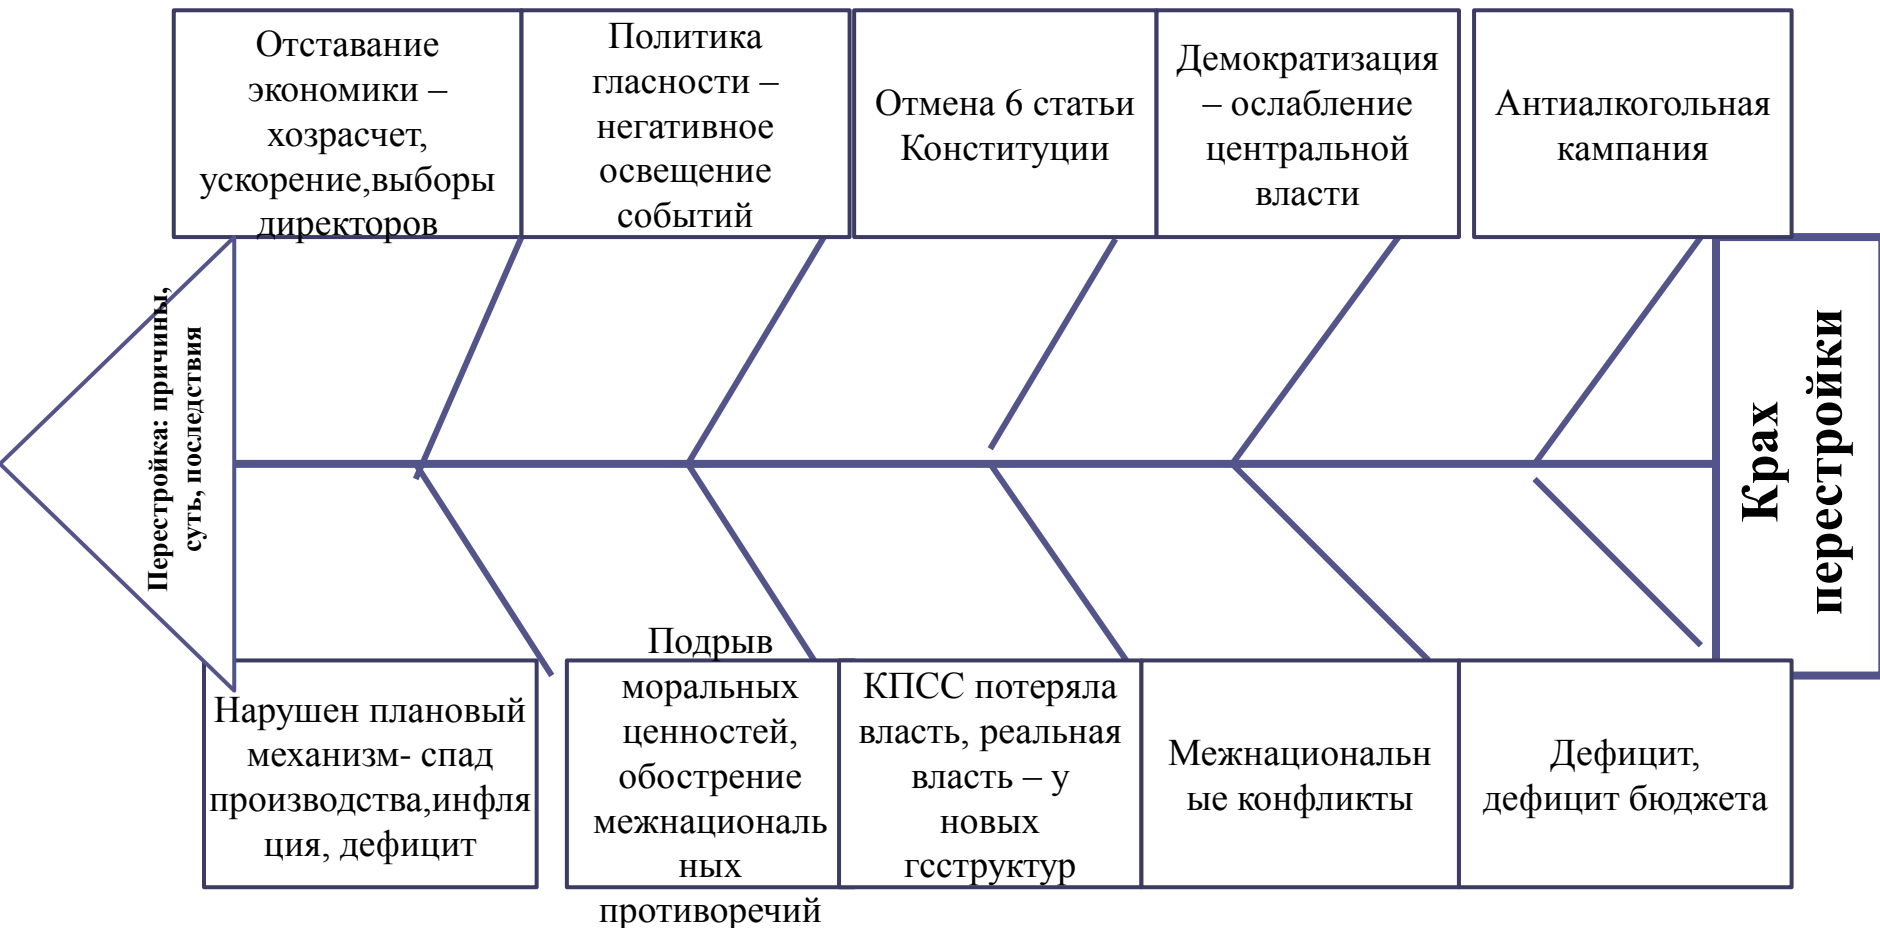 Отставание
экономики –
хозрасчет,
ускорение,выборы
директоров
Политика
гласности –
негативное
освещение
событий
Отмена 6 статьи
Конституции
Демократизация
– ослабление
центральной
власти
Антиалкогольная
кампания
Перестройка: причины,
суть, последствия
Крах
перестройки
Нарушен плановый
механизм- спад
производства,инфля
ция, дефицит
Подрыв
моральных
ценностей,
обострение
межнациональ
ных
противоречий
КПСС потеряла
власть, реальная
власть – у
новых
гсструктур
Межнациональн
ые конфликты
Дефицит,
дефицит бюджета